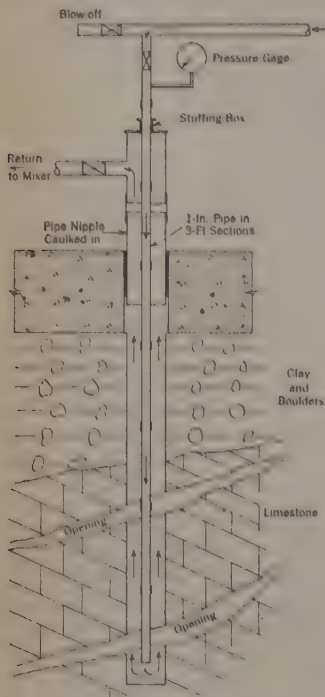 Blow off
Pressure Gage
Stuffing Box
Return
to Mixer
Pipe Nipple
Caulked in
1-In. Pipe in
3-Ft Sections
Clay
and
Boulders
Opening
Limestone
Opening